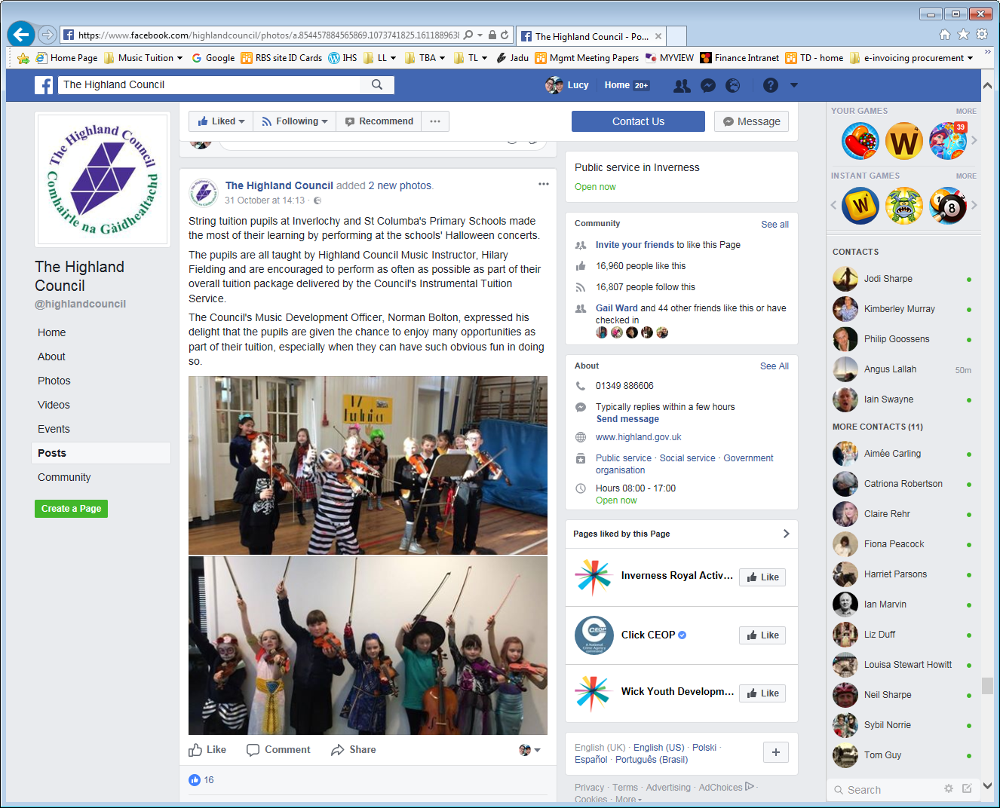 https://www.facebook.com/highlandcouncil/photos/a.854457884565869.1073741825.1611889638
The Highland Council - Po...
Home Page
Music Tuition
Google
RBS site ID Cards
IHS
LL
TBA
TL
Jadu
Mgmt Meeting Papers
MYVIEW
Finance Intranet
TD - home
e-invoicing procurement
The Highland Council
Lucy
Home 20+
The Highland Council
Comhairle na Gàidhealtachd
The Highland
Council
@highlandcouncil
Home
About
Photos
Videos
Events
Posts
Community
Create a Page
Liked
Following
Recommend
Contact Us
Message
The Highland Council added 2 new photos.
31 October at 14:13 ·
String tuition pupils at Inverlochy and St Columba's Primary Schools made
the most of their learning by performing at the schools' Halloween concerts.
The pupils are all taught by Highland Council Music Instructor, Hilary
Fielding and are encouraged to perform as often as possible as part of their
overall tuition package delivered by the Council's Instrumental Tuition
Service.
The Council's Music Development Officer, Norman Bolton, expressed his
delight that the pupils are given the chance to enjoy many opportunities as
part of their tuition, especially when they can have such obvious fun in doing
so.
Like
Comment
Share
16
Public service in Inverness
Open now
Community
See all
Invite your friends to like this Page
16,960 people like this
16,807 people follow this
Gail Ward and 44 other friends like this or have
checked in
About
See All
01349 886606
Typically replies within a few hours
Send message
www.highland.gov.uk
Public service · Social service · Government
organisation
Hours 08:00 - 17:00
Open now
Pages liked by this Page
Inverness Royal Activ...
Like
CEOP
A National
Crime Agency
command
Click CEOP
Like
Wick Youth Developm...
Like
English (UK) · English (US) · Polski ·
Español · Português (Brasil)
Privacy · Terms · Advertising · AdChoices ·
Cookies · More
YOUR GAMES
MORE
W
4
39
INSTANT GAMES
MORE
W
1
8
CONTACTS
Jodi Sharpe
Kimberley Murray
Philip Goossens
Angus Lallah
50m
Iain Swayne
MORE CONTACTS (11)
Aimée Carling
Catriona Robertson
Claire Rehr
Fiona Peacock
Harriet Parsons
Ian Marvin
Liz Duff
Louisa Stewart Howitt
Neil Sharpe
Sybil Norrie
Tom Guy
Search